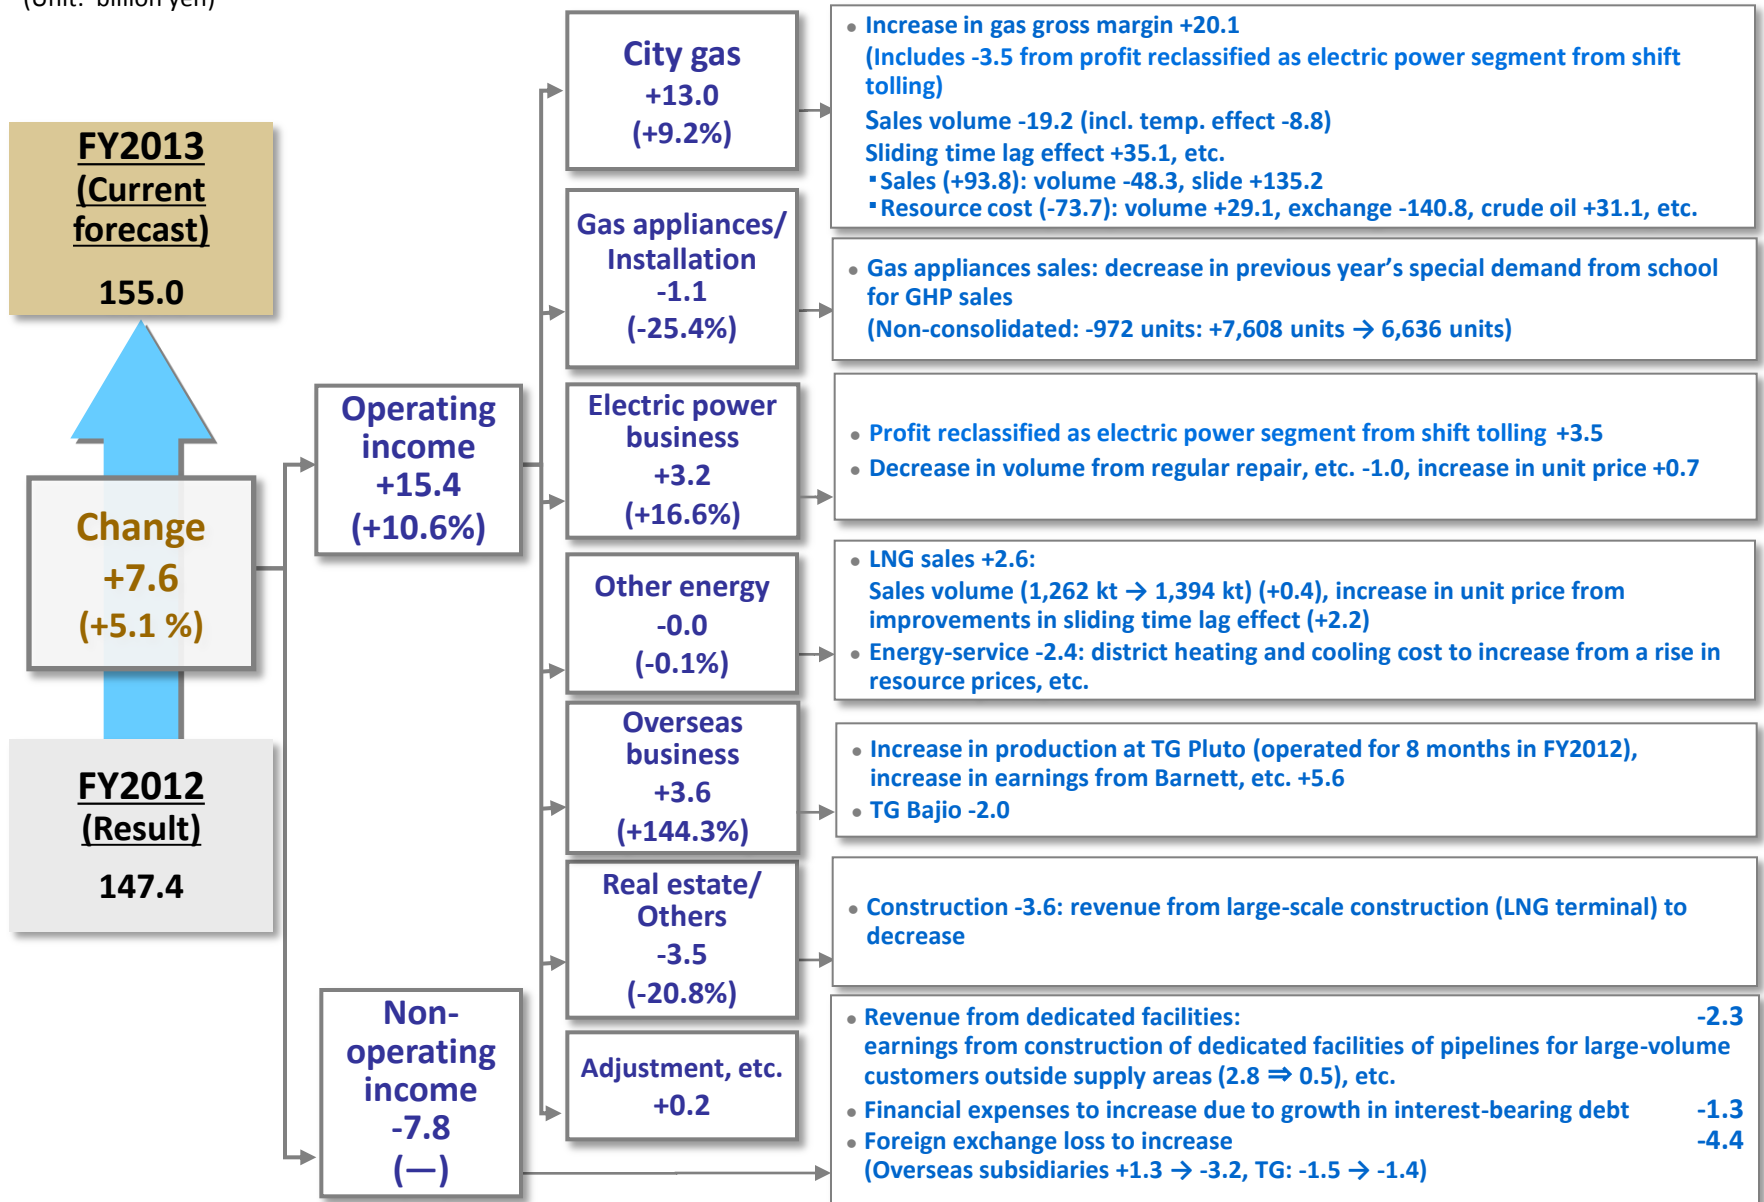 (Unit: billion yen)
FY2013
(Current
forecast)
155.0
Change
+7.6
(+5.1 %)
FY2012
(Result)
147.4
Operating
income
+15.4
(+10.6%)
Non-
operating
income
-7.8
(—)
City gas
+13.0
(+9.2%)
• Increase in gas gross margin +20.1
(Includes -3.5 from profit reclassified as electric power segment from shift
tolling)
Sales volume -19.2 (incl. temp. effect -8.8)
Sliding time lag effect +35.1, etc.
▪ Sales (+93.8): volume -48.3, slide +135.2
▪ Resource cost (-73.7): volume +29.1, exchange -140.8, crude oil +31.1, etc.
Gas appliances/
Installation
-1.1
(-25.4%)
• Gas appliances sales: decrease in previous year’s special demand from school
for GHP sales
(Non-consolidated: -972 units: +7,608 units → 6,636 units)
Electric power
business
+3.2
(+16.6%)
• Profit reclassified as electric power segment from shift tolling +3.5
• Decrease in volume from regular repair, etc. -1.0, increase in unit price +0.7
Other energy
-0.0
(-0.1%)
• LNG sales +2.6:
Sales volume (1,262 kt → 1,394 kt) (+0.4), increase in unit price from
improvements in sliding time lag effect (+2.2)
• Energy-service -2.4: district heating and cooling cost to increase from a rise in
resource prices, etc.
Overseas
business
+3.6
(+144.3%)
• Increase in production at TG Pluto (operated for 8 months in FY2012),
increase in earnings from Barnett, etc. +5.6
• TG Bajio -2.0
Real estate/
Others
-3.5
(-20.8%)
• Construction -3.6: revenue from large-scale construction (LNG terminal) to
decrease
Adjustment, etc.
+0.2
• Revenue from dedicated facilities: -2.3
earnings from construction of dedicated facilities of pipelines for large-volume
customers outside supply areas (2.8 ⇒ 0.5), etc.
• Financial expenses to increase due to growth in interest-bearing debt -1.3
• Foreign exchange loss to increase -4.4
(Overseas subsidiaries +1.3 → -3.2, TG: -1.5 → -1.4)